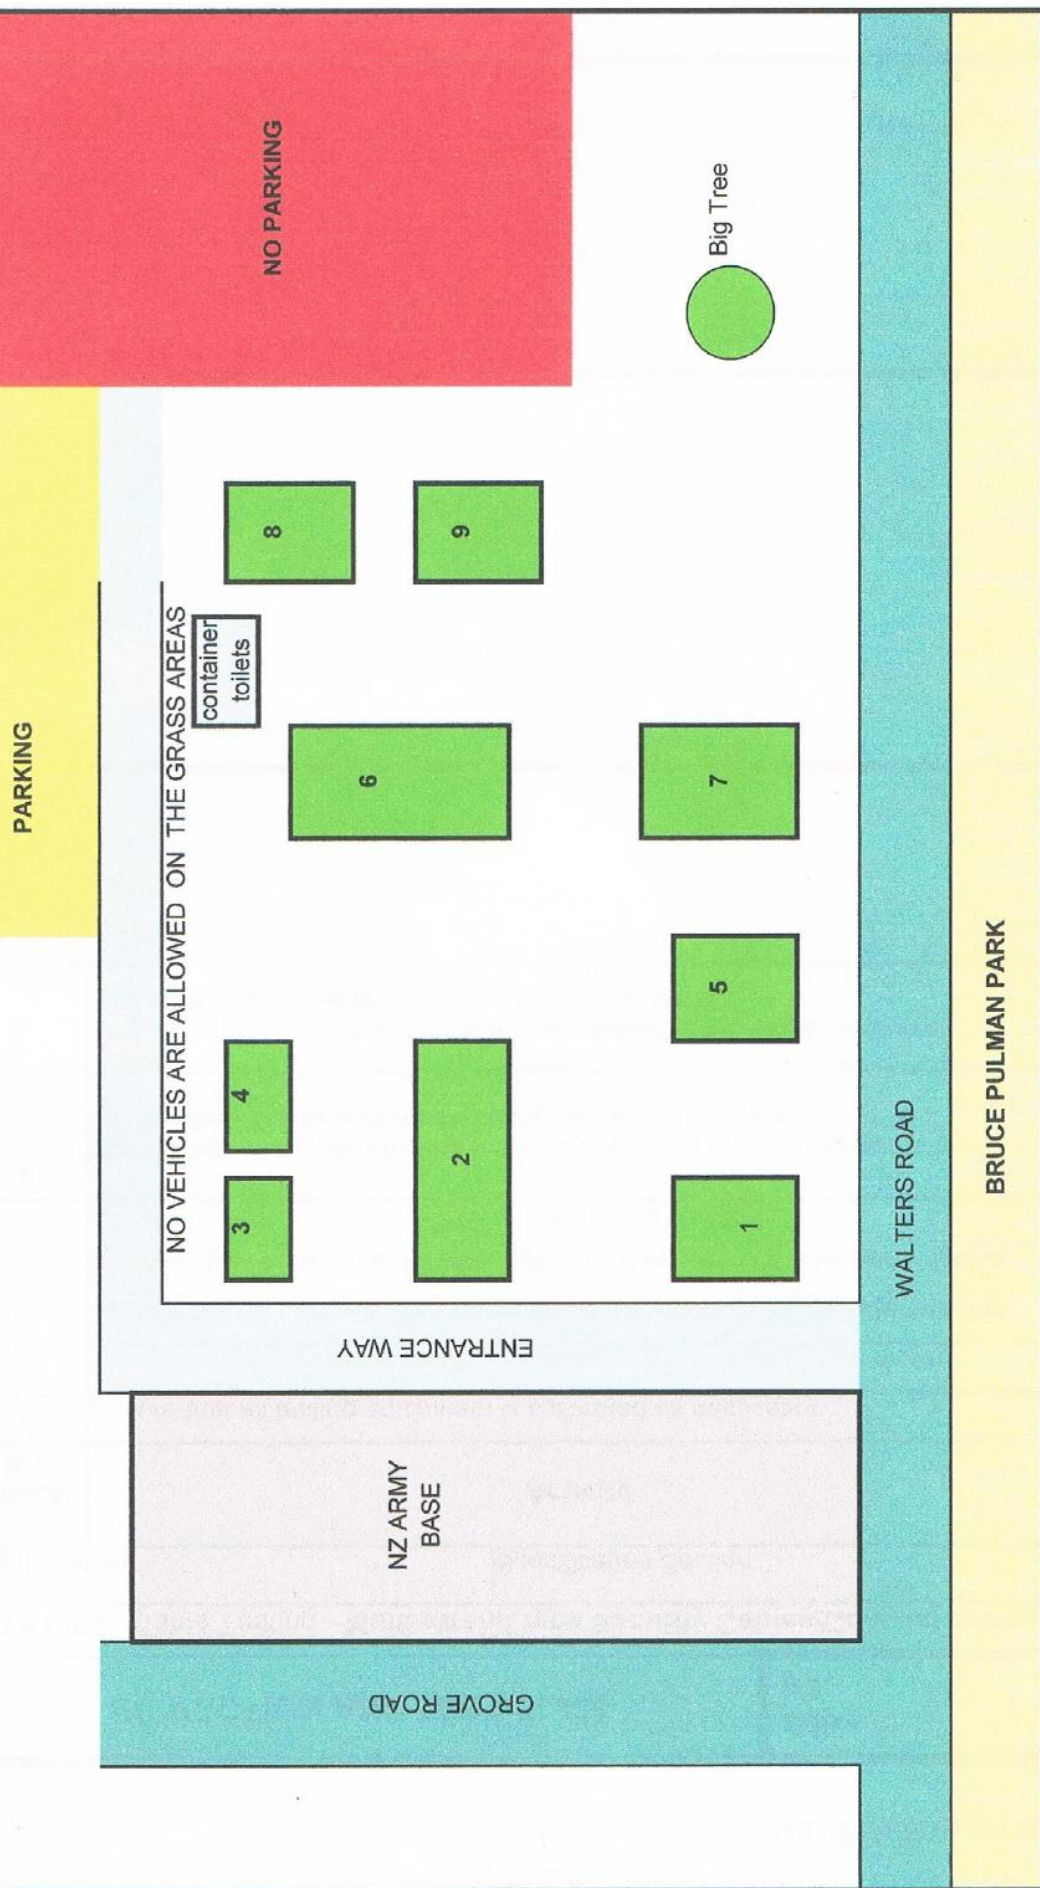 PARKING
NO PARKING
NO VEHICLES ARE ALLOWED ON THE GRASS AREAS
container
toilets
3
4
8
2
6
9
1
5
7
Big Tree
ENTRANCE WAY
NZ ARMY
BASE
GROVE ROAD
WALTERS ROAD
BRUCE PULMAN PARK